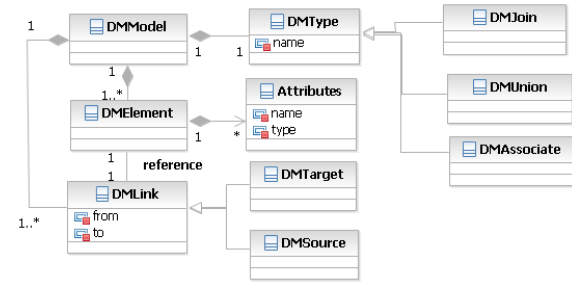 DMModel
1
1
DMType
name
1
DMJoin
DMUnion
DMAssociate
1
1..*
DMElement
1
*
Attributes
name
type
1
reference
1
DMLink
from
to
1..*
DMTarget
DMSource